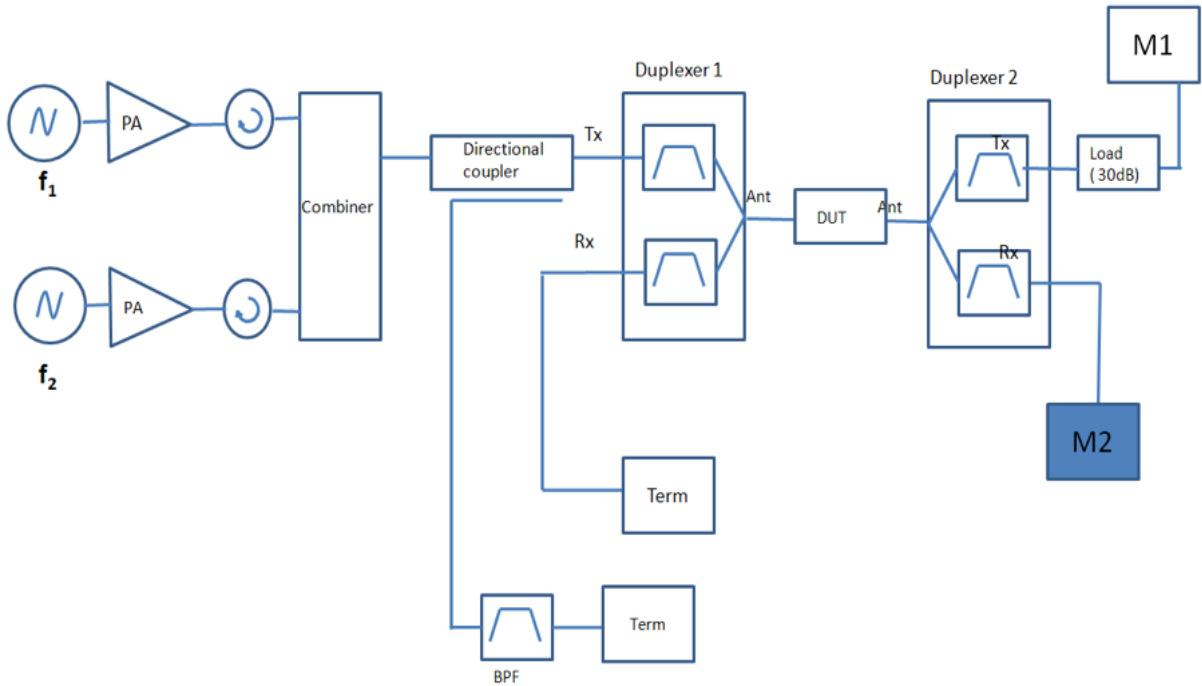 M1
Duplexer 1
Duplexer 2
PA
f1
Combiner
Directional
coupler
Tx
Rx
Ant
DUT
Ant
Tx
Rx
Load
( 30dB)
PA
f2
M2
Term
Term
BPF